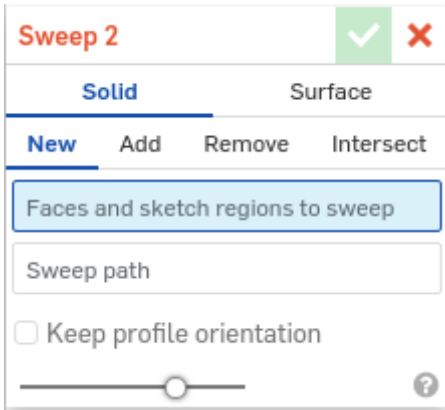 Sweep 2
Solid Surface
New Add Remove Intersect
Faces and sketch regions to sweep
Sweep path
Keep profile orientation
?